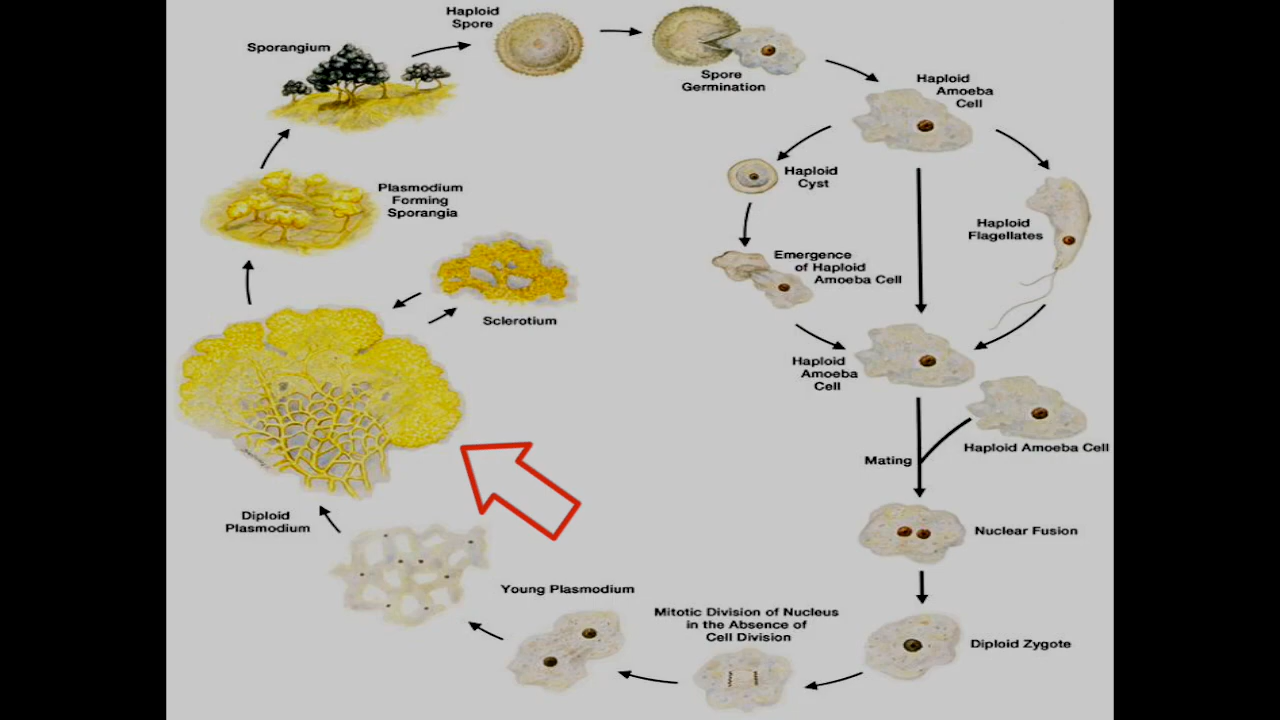 Haploid
Spore
Sporangium
Spore
Germination
Haploid
Amoeba
Cell
Haploid
Cyst
Plasmodium
Forming
Sporangia
Haploid
Flagellates
Emergence
of Haploid
Amoeba Cell
Sclerotium
Haploid
Amoeba
Cell
Haploid Amoeba Cell
Mating
Diploid
Plasmodium
Nuclear Fusion
Young Plasmodium
Mitotic Division of Nucleus
in the Absence of
Cell Division
Diploid Zygote